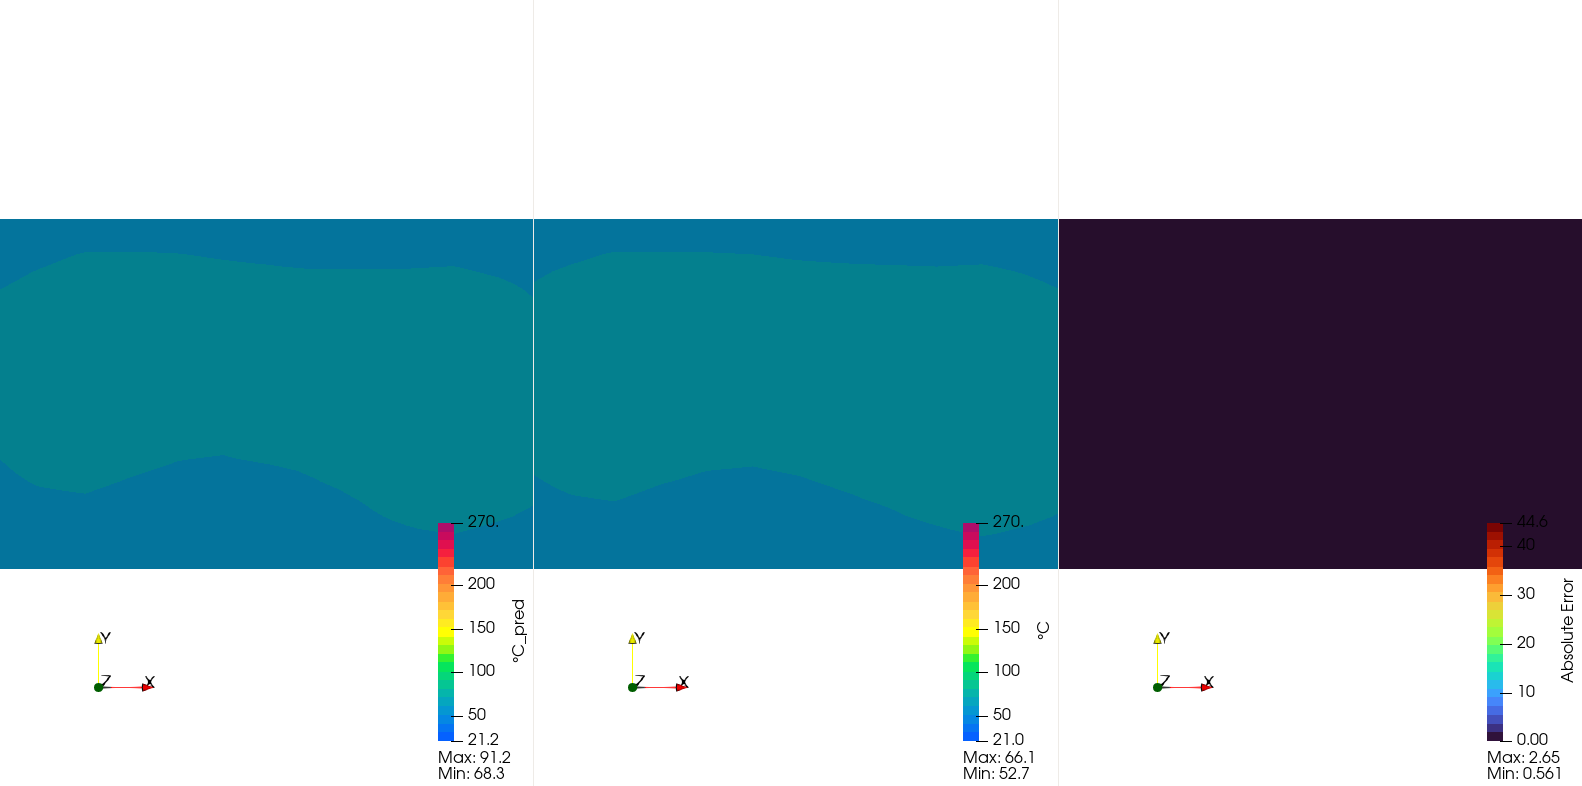 270.
200
150
100
50
21.2
°C_pred
Max: 91.2
Min: 68.3
Y
Z
X
270.
200
150
100
50
21.0
°C
Max: 66.1
Min: 52.7
Y
Z
X
44.6
40
30
20
10
0.00
Absolute Error
Max: 2.65
Min: 0.561
Y
Z
X